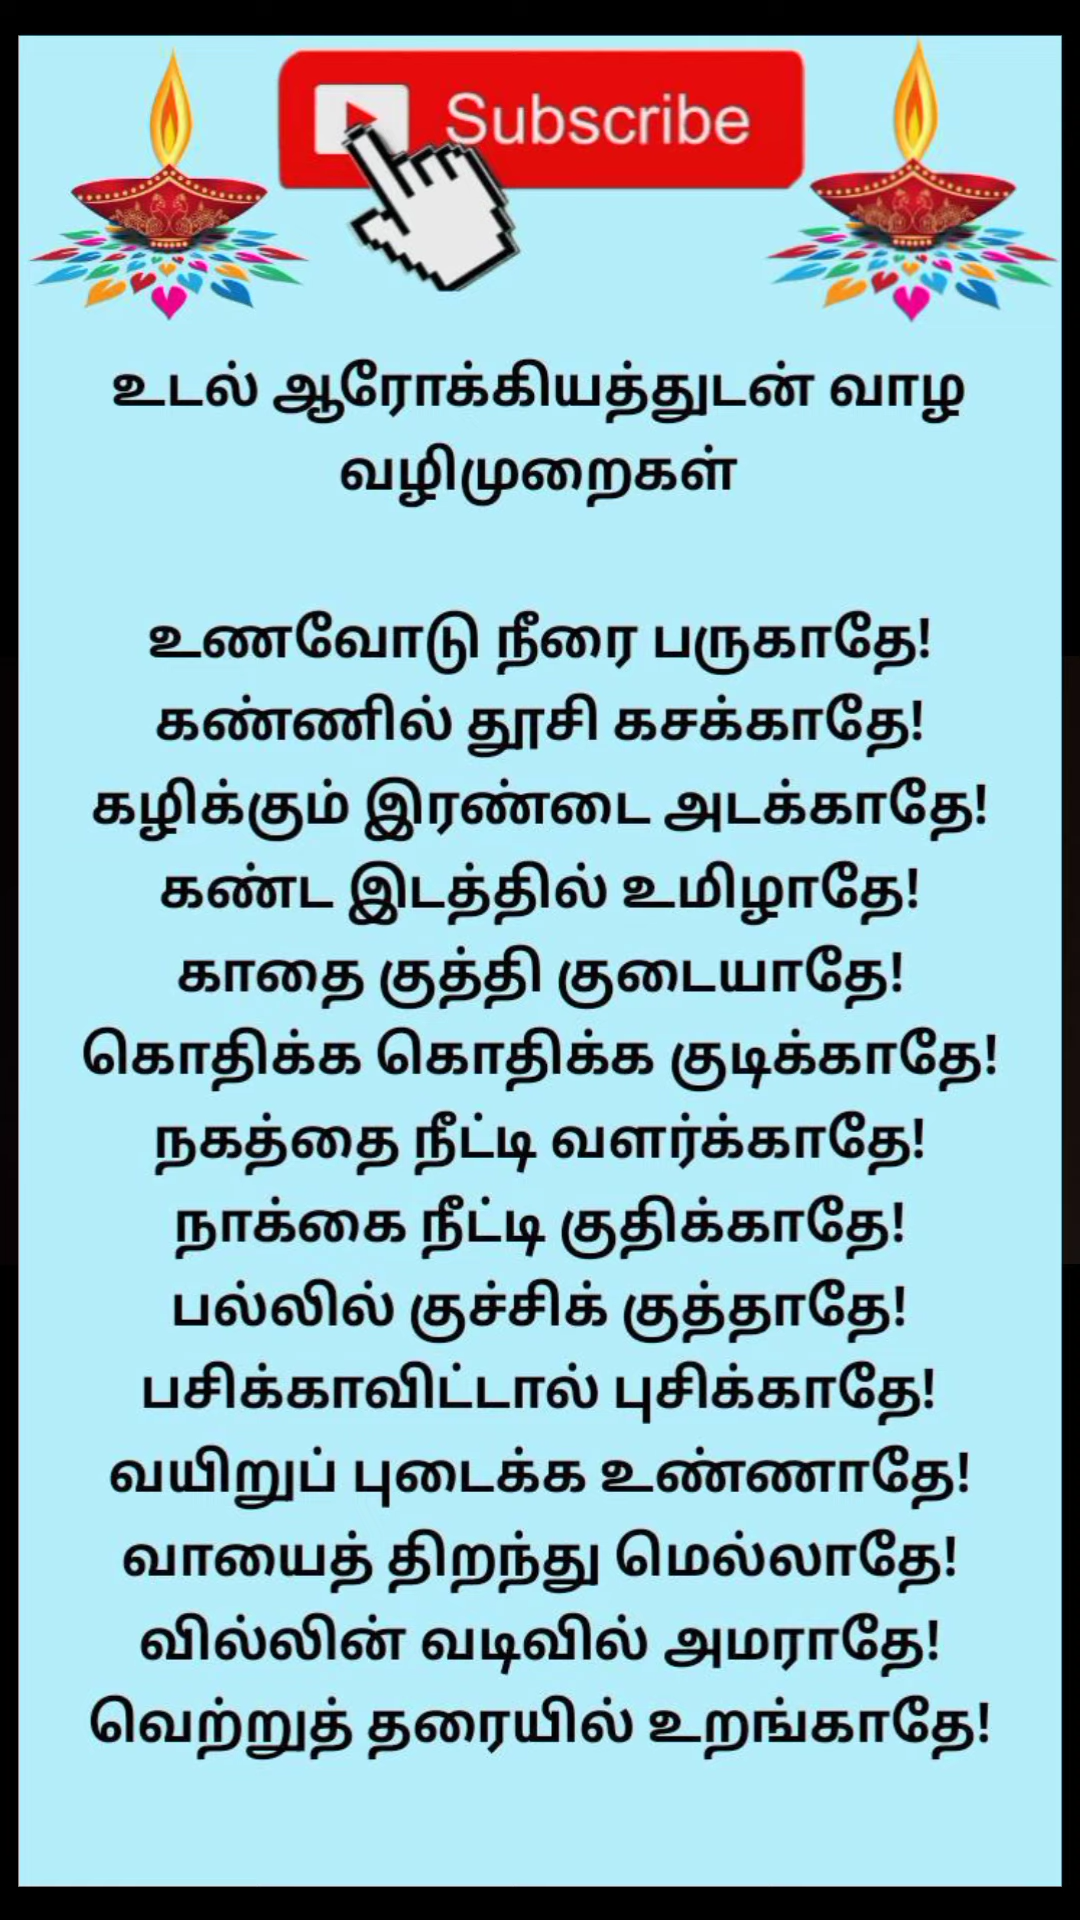 Subscribe
உடல் ஆரோக்கியத்துடன் வாழ
வழிமுறைகள்
உணவோடு நீரை பருகாதே!
கண்ணில் தூசி கசக்காதே!
கழிக்கும் இரண்டை அடக்காதே!
கண்ட இடத்தில் உமிழாதே!
காதை குத்தி குடையாதே!
கொதிக்க கொதிக்க குடிக்காதே!
நகத்தை நீட்டி வளர்க்காதே!
நாக்கை நீட்டி குதிக்காதே!
பல்லில் குச்சிக் குத்தாதே!
பசிக்காவிட்டால் புசிக்காதே!
வயிறுப் புடைக்க உண்ணாதே!
வாயைத் திறந்து மெல்லாதே!
வில்லின் வடிவில் அமராதே!
வெற்றுத் தரையில் உறங்காதே!